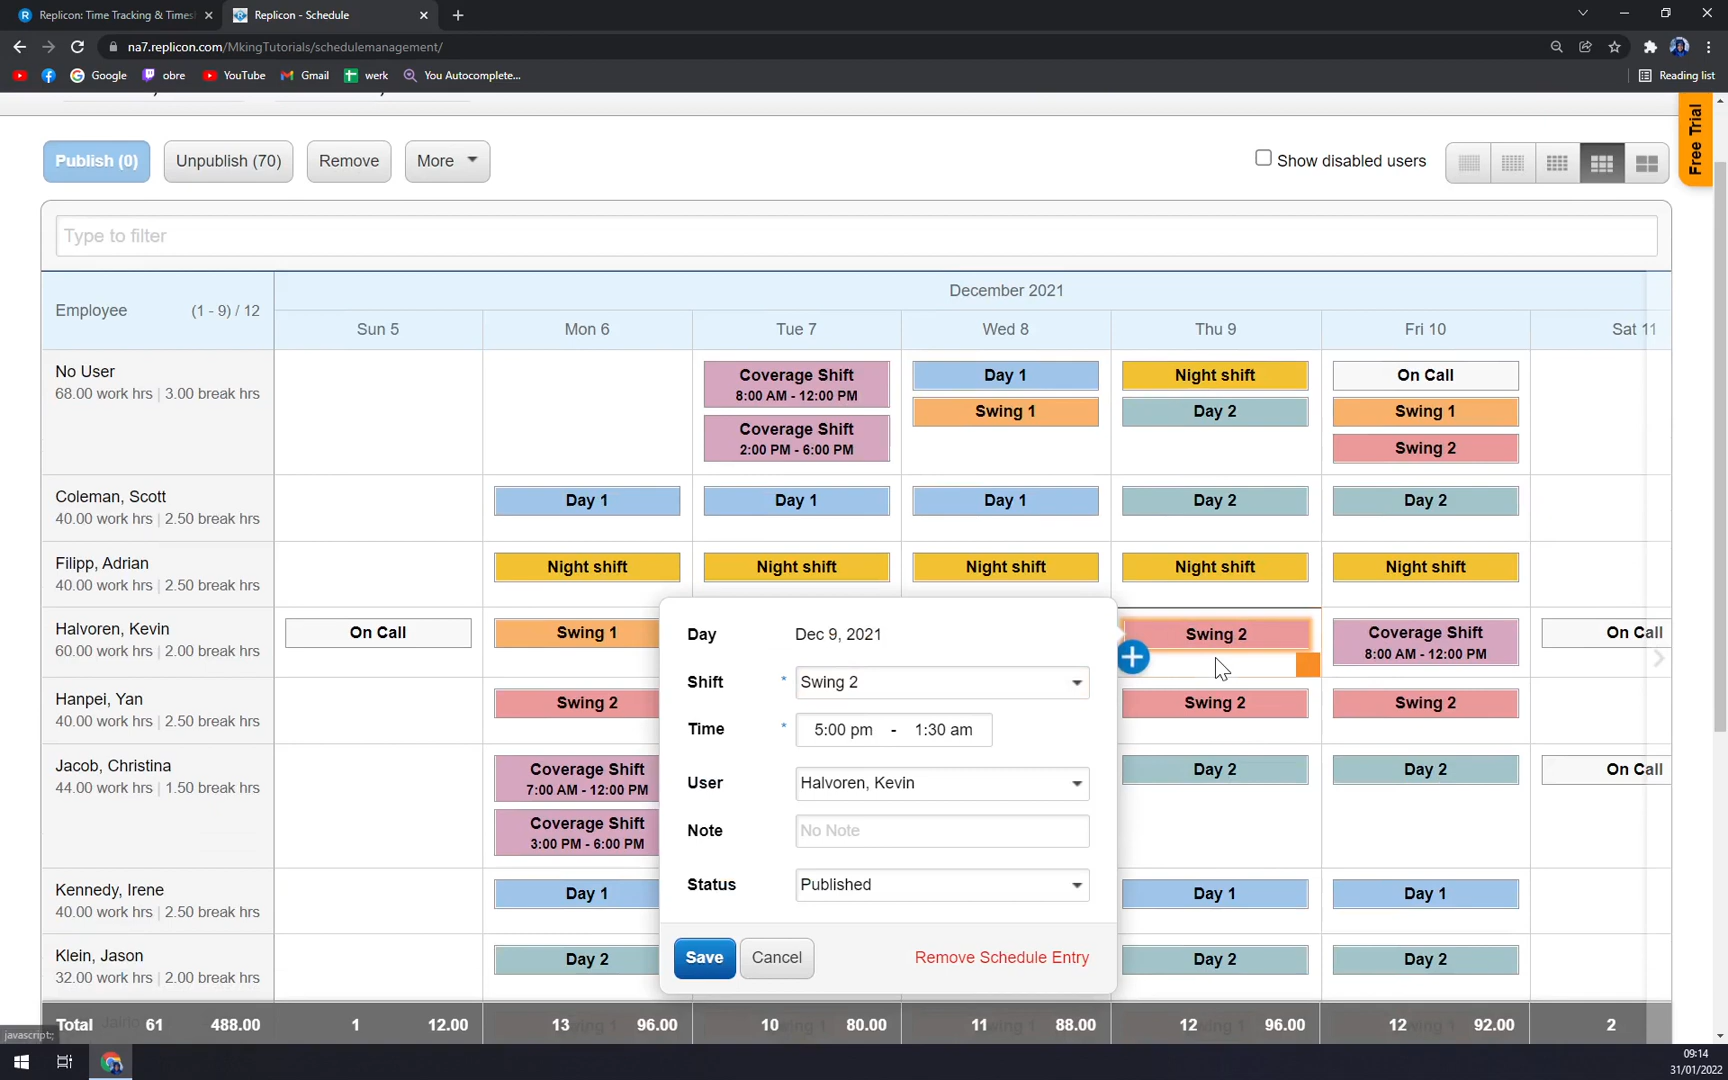 Replicon: Time Tracking & Times
Replicon - Schedule
na7.replicon.com/MkingTutorials/schedulemanagement/
Google
obre
YouTube
Gmail
werk
You Autocomplete...
Reading list
Free Trial
Publish (0)
Unpublish (70)
Remove
More
Show disabled users
Type to filter
Employee (1 - 9) / 12
December 2021
Sun 5 Mon 6 Tue 7 Wed 8 Thu 9 Fri 10 Sat 11
No User
68.00 work hrs | 3.00 break hrs
Coverage Shift
8:00 AM - 12:00 PM
Coverage Shift
2:00 PM - 6:00 PM
Day 1
Swing 1
Night shift
Day 2
On Call
Swing 1
Swing 2
Coleman, Scott
40.00 work hrs | 2.50 break hrs
Day 1 Day 1 Day 1 Day 2 Day 2
Filipp, Adrian
40.00 work hrs | 2.50 break hrs
Night shift Night shift Night shift Night shift Night shift
Halvoren, Kevin
60.00 work hrs | 2.00 break hrs
On Call
Swing 1
Swing 2
Coverage Shift
8:00 AM - 12:00 PM
On Call
Hanpei, Yan
40.00 work hrs | 2.50 break hrs
Swing 2 Swing 2 Swing 2
Jacob, Christina
44.00 work hrs | 1.50 break hrs
Coverage Shift
7:00 AM - 12:00 PM
Coverage Shift
3:00 PM - 6:00 PM
Day 2 Day 2 On Call
Kennedy, Irene
40.00 work hrs | 2.50 break hrs
Day 1 Day 1 Day 1
Klein, Jason
32.00 work hrs | 2.00 break hrs
Day 2 Day 2 Day 2
Day Dec 9, 2021
Shift * Swing 2
Time * 5:00 pm - 1:30 am
User Halvoren, Kevin
Note No Note
Status Published
Save
Cancel
Remove Schedule Entry
Total 61 488.00 1 12.00 13 96.00 10 80.00 11 88.00 12 96.00 12 92.00 2
javascript:;
09:14
31/01/2022